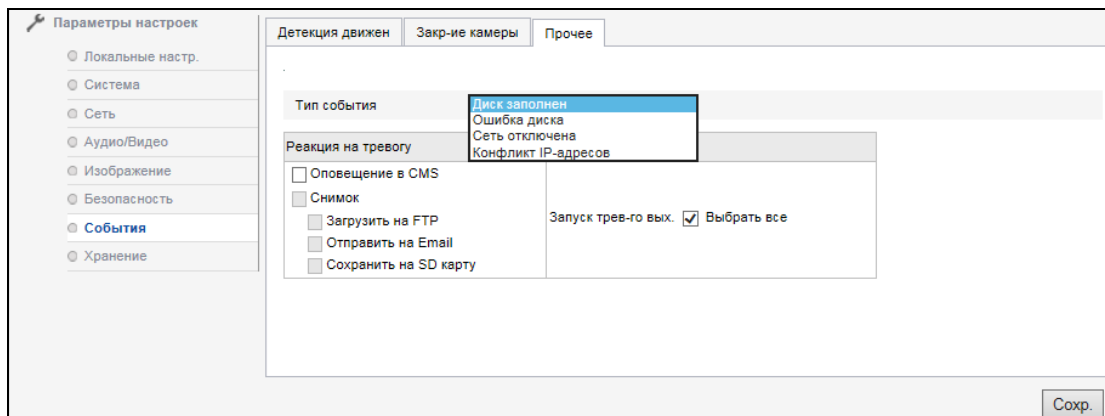 Параметры настроек
Локальные настр.
Система
Сеть
Аудио/Видео
Изображение
Безопасность
События
Хранение
Детекция движен
Закр-ие камеры
Прочее
Тип события
Диск заполнен
Ошибка диска
Сеть отключена
Конфликт IP-адресов
Реакция на тревогу
Оповещение в CMS
Снимок
Загрузить на FTP
Отправить на Email
Сохранить на SD карту
Запуск трев-го вых. Выбрать все
Сохр.